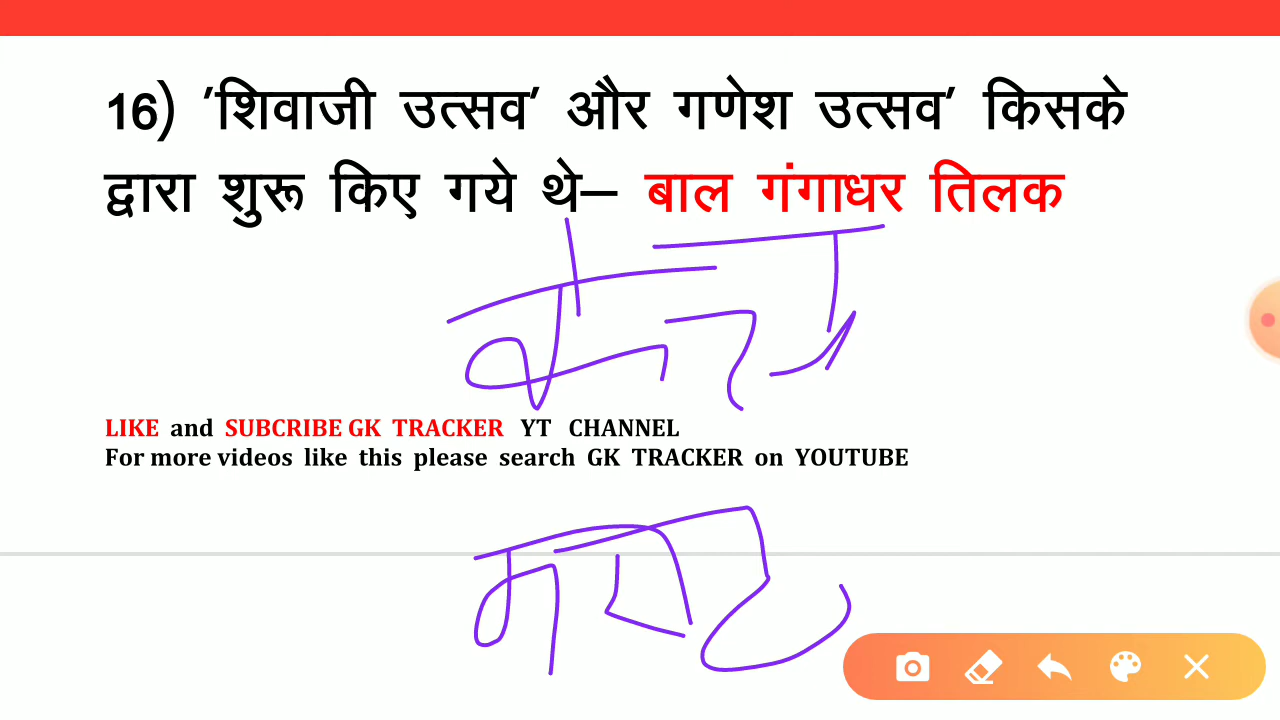 16) 'शिवाजी उत्सव' और गणेश उत्सव' किसके
द्वारा शुरू किए गये थे– बाल गंगाधर तिलक
LIKE and SUBCRIBE GK TRACKER YT CHANNEL
For more videos like this please search GK TRACKER on YOUTUBE